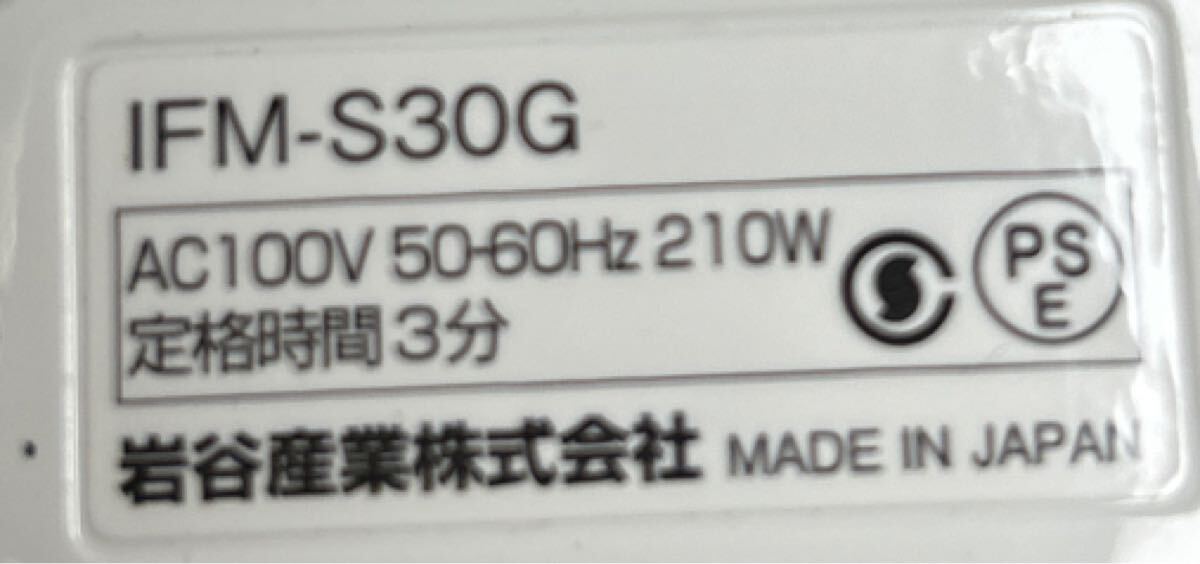 IFM-S30G
AC100V 50-60Hz 210W
定格時間 3分
PS
E
岩谷産業株式会社 MADE IN JAPAN